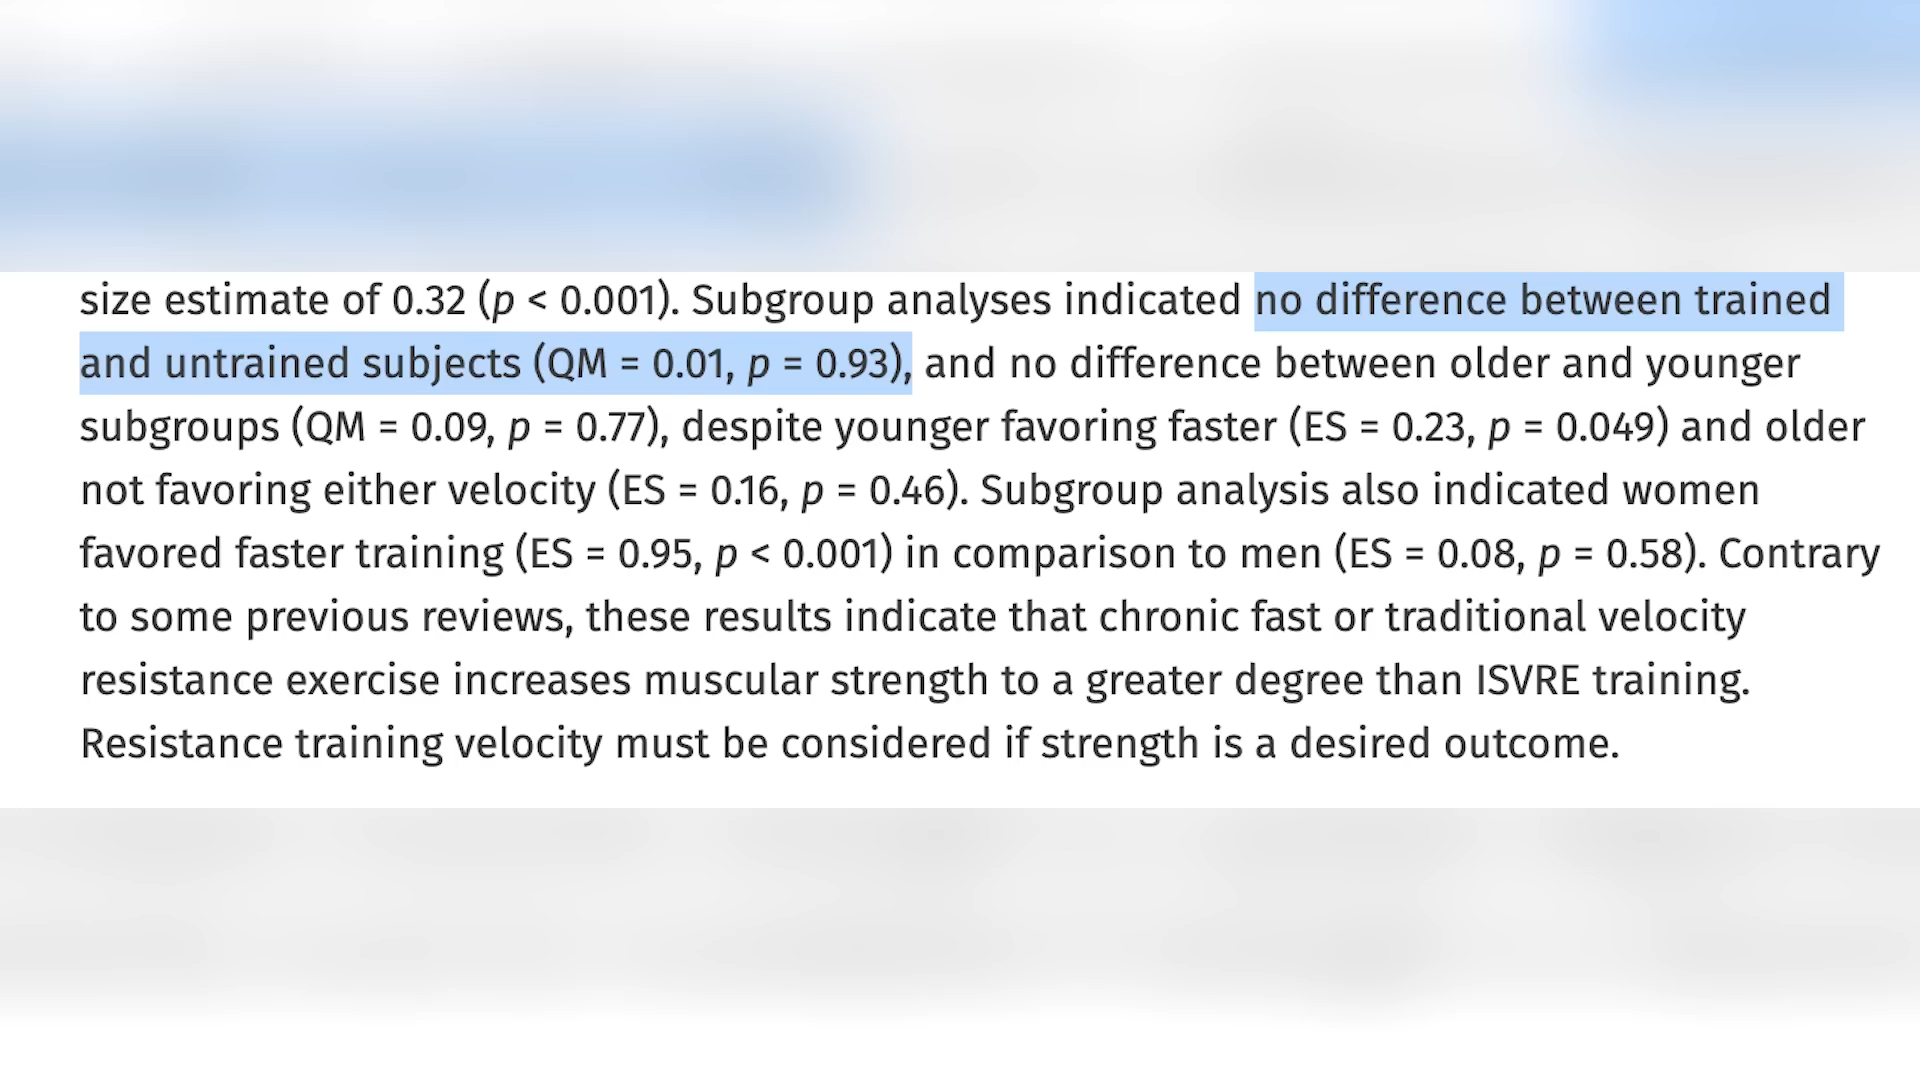 size estimate of 0.32 (p < 0.001). Subgroup analyses indicated no difference between trained
and untrained subjects (QM = 0.01, p = 0.93), and no difference between older and younger
subgroups (QM = 0.09, p = 0.77), despite younger favoring faster (ES = 0.23, p = 0.049) and older
not favoring either velocity (ES = 0.16, p = 0.46). Subgroup analysis also indicated women
favored faster training (ES = 0.95, p < 0.001) in comparison to men (ES = 0.08, p = 0.58). Contrary
to some previous reviews, these results indicate that chronic fast or traditional velocity
resistance exercise increases muscular strength to a greater degree than ISVRE training.
Resistance training velocity must be considered if strength is a desired outcome.